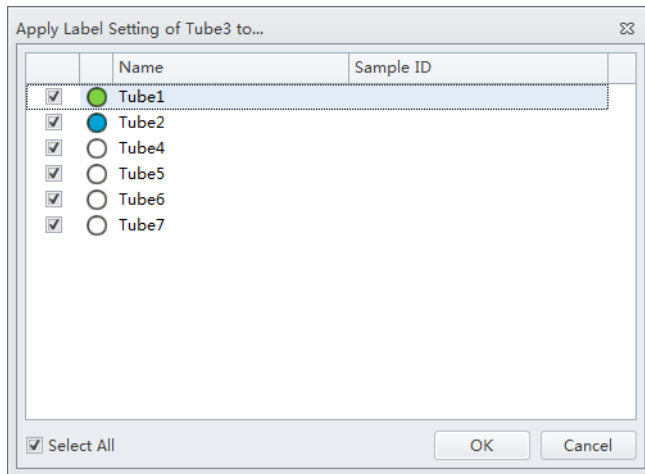 Apply Label Setting of Tube3 to...
Name Sample ID
Tube1
Tube2
Tube4
Tube5
Tube6
Tube7
Select All OK Cancel